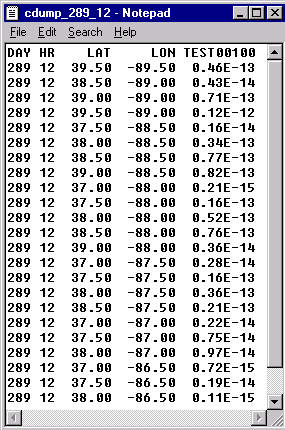 cdump_289_12 - Notepad
File Edit Search Help
DAY HR LAT LON TEST00100
289 12 39.50 -89.50 0.46E-13
289 12 38.50 -89.00 0.43E-14
289 12 39.00 -89.00 0.71E-13
289 12 39.50 -89.00 0.12E-12
289 12 37.50 -88.50 0.16E-14
289 12 38.00 -88.50 0.34E-13
289 12 38.50 -88.50 0.77E-13
289 12 39.00 -88.50 0.82E-13
289 12 37.00 -88.00 0.21E-15
289 12 37.50 -88.00 0.16E-13
289 12 38.00 -88.00 0.52E-13
289 12 38.50 -88.00 0.76E-13
289 12 39.00 -88.00 0.36E-14
289 12 37.00 -87.50 0.28E-14
289 12 37.50 -87.50 0.16E-13
289 12 38.00 -87.50 0.36E-13
289 12 38.50 -87.50 0.21E-13
289 12 37.00 -87.00 0.22E-14
289 12 37.50 -87.00 0.75E-14
289 12 38.00 -87.00 0.97E-14
289 12 37.00 -86.50 0.72E-15
289 12 37.50 -86.50 0.19E-14
289 12 38.00 -86.50 0.11E-15